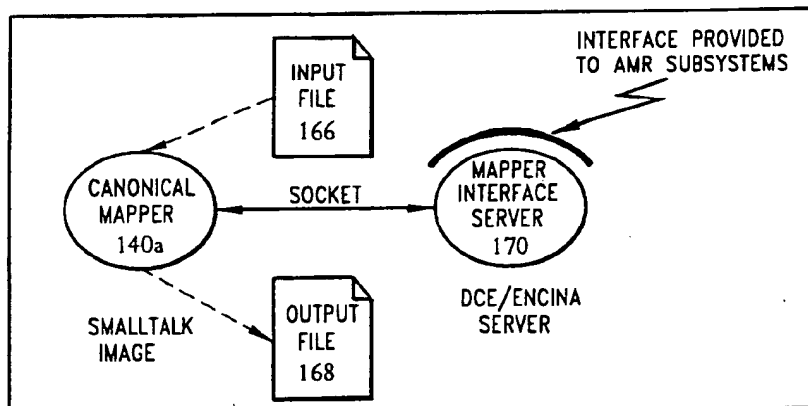 INTERFACE PROVIDED
TO AMR SUBSYSTEMS
INPUT
FILE
166
CANONICAL
MAPPER
140a
SOCKET
MAPPER
INTERFACE
SERVER
170
SMALLTALK
IMAGE
OUTPUT
FILE
168
DCE/ENCINA
SERVER